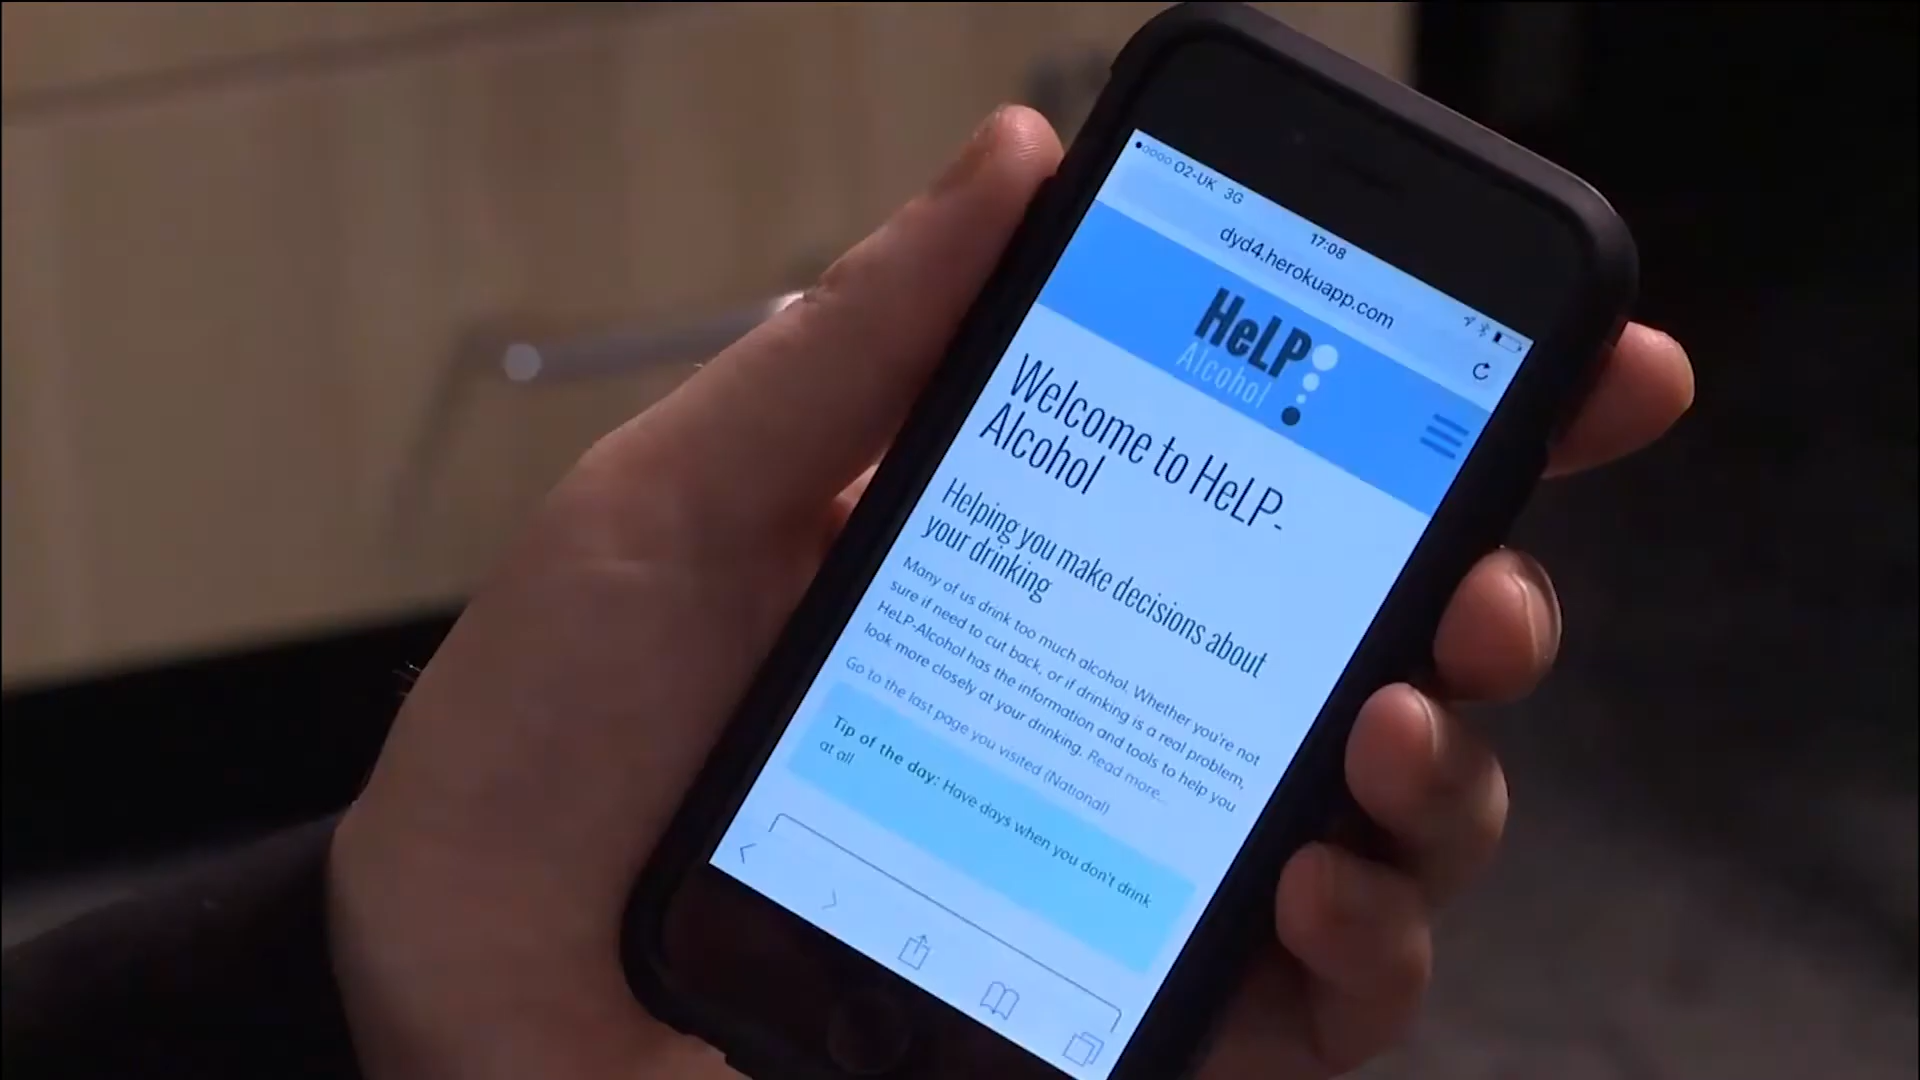 O2-UK 3G
17:08
dyd4.herokuapp.com
HeLP
Alcohol
Welcome to HeLP-
Alcohol
Helping you make decisions about
your drinking
Many of us drink too much alcohol. Whether you're not
sure if need to cut back, or if drinking is a real problem,
HeLP-Alcohol has the information and tools to help you
look more closely at your drinking. Read more...
Go to the last page you visited (National)
Tip of the day: Have days when you don't drink
at all